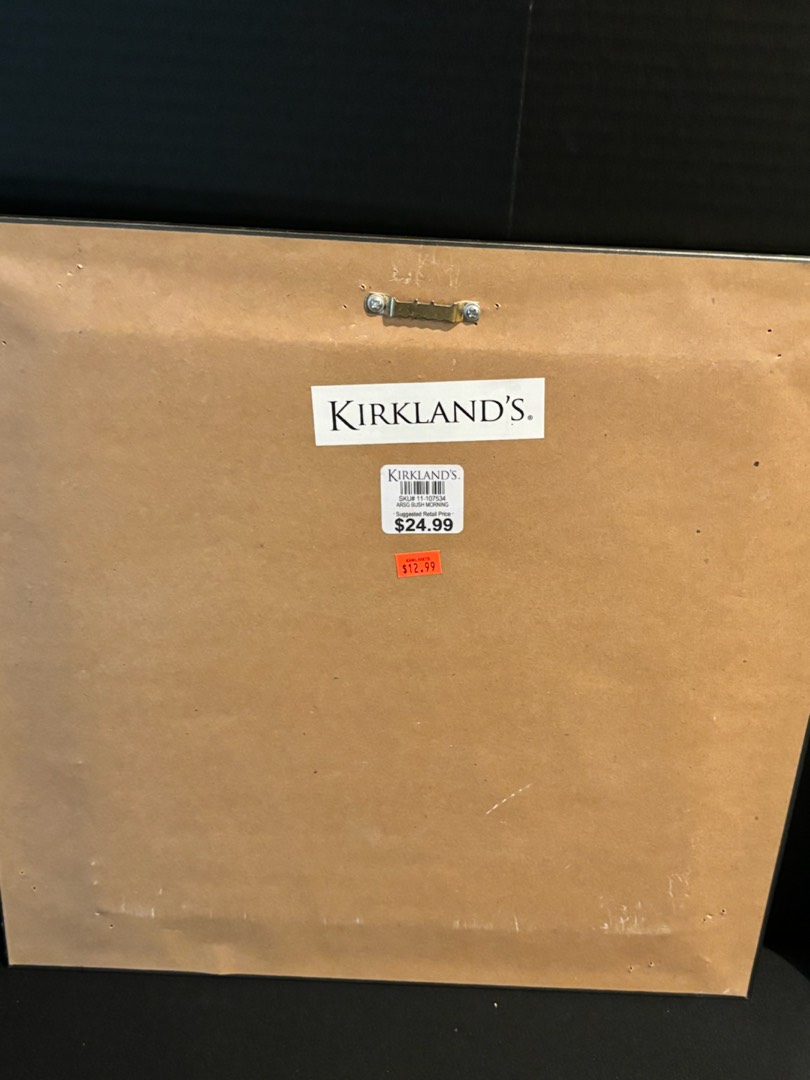 KIRKLAND'S®
KIRKLAND'S®
SKU# 11-107534
ARSG BUSH MORNING
- Suggested Retail Price -
$24.99
$12.99